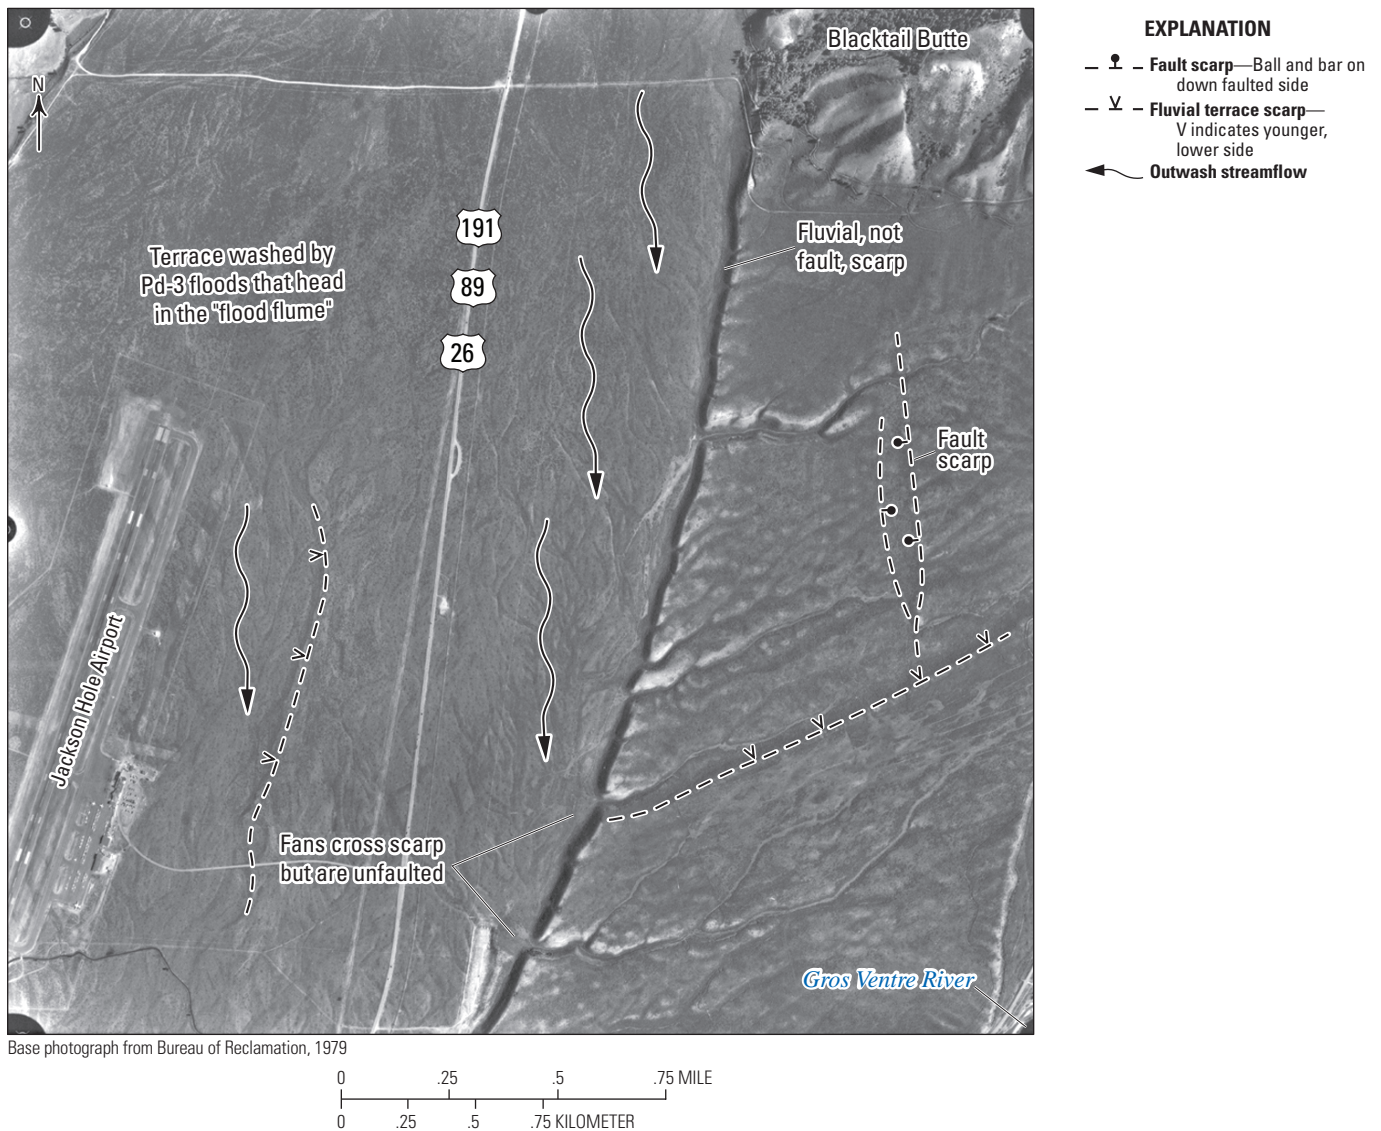 Blacktail Butte
N
191
89
26
Terrace washed by
Pd-3 floods that head
in the "flood flume"
Fluvial, not
fault, scarp
Fault
scarp
Jackson Hole Airport
Fans cross scarp
but are unfaulted
Gros Ventre River
EXPLANATION
Fault scarp—Ball and bar on
down faulted side
Fluvial terrace scarp—
V indicates younger,
lower side
Outwash streamflow
Base photograph from Bureau of Reclamation, 1979
0 .25 .5 .75 MILE
0 .25 .5 .75 KILOMETER